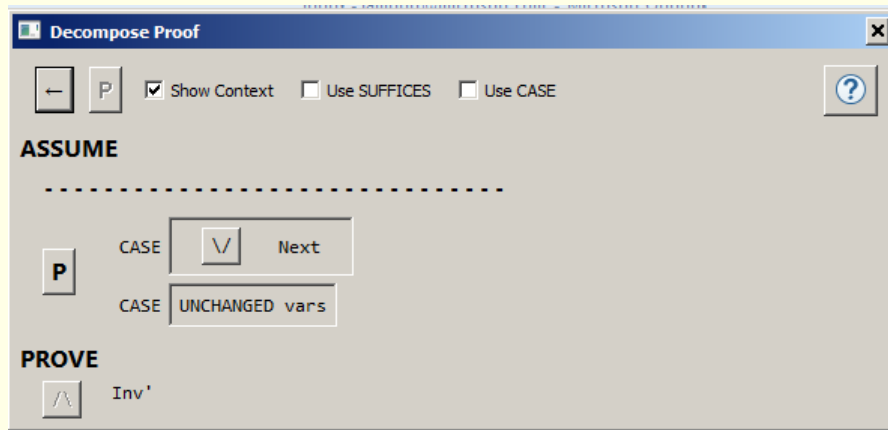 Decompose Proof
← P Show Context Use SUFFICES Use CASE ?
ASSUME
--------------------------------
CASE \/ Next
P
CASE UNCHANGED vars
PROVE
/\ Inv'